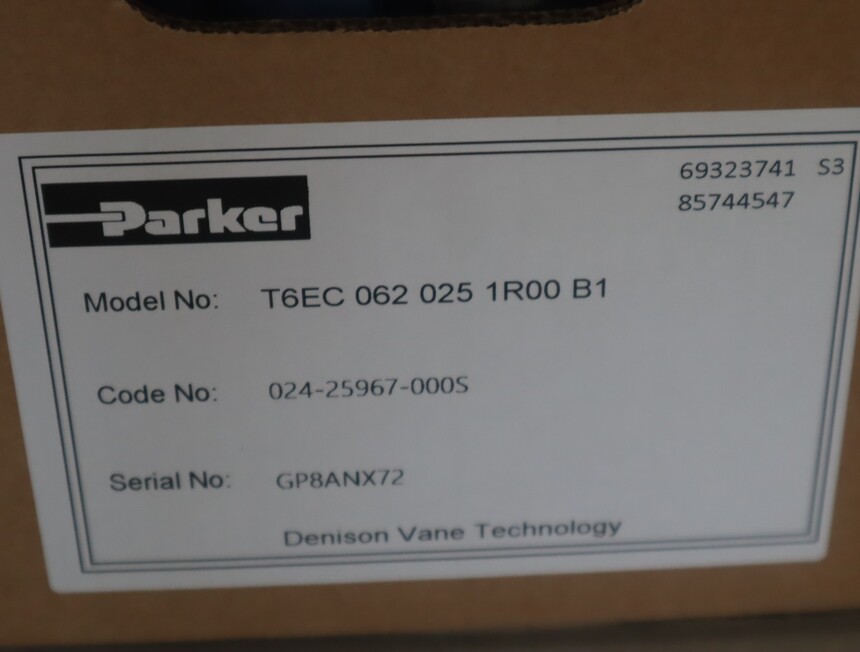 69323741 S3
85744547
Parker
Model No: T6EC 062 025 1R00 B1
Code No: 024-25967-000S
Serial No: GP8ANX72
Denison Vane Technology